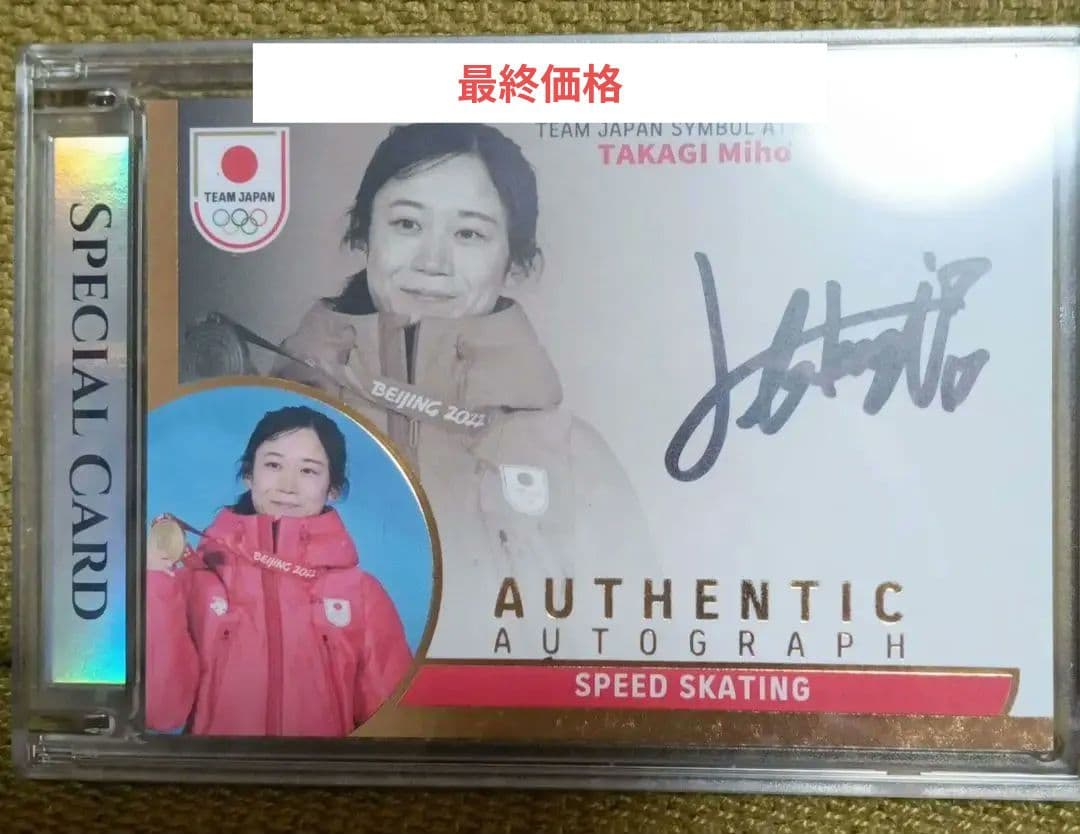 最終価格
TEAM JAPAN SYMBOL AT
TAKAGI Miho
TEAM JAPAN
SPECIAL CARD
BEIJING 2022
BEIJING 2022
AUTHENTIC
AUTOGRAPH
SPEED SKATING